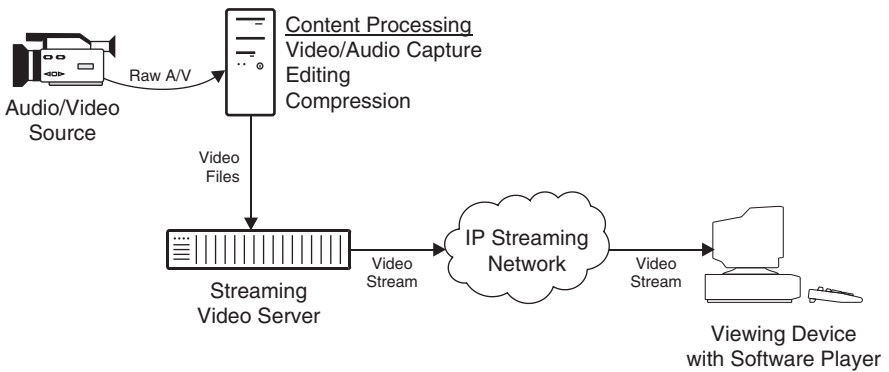 Content Processing
Video/Audio Capture
Editing
Compression
Raw A/V
Audio/Video
Source
Video
Files
IP Streaming
Network
Video
Stream
Video
Stream
Streaming
Video Server
Viewing Device
with Software Player